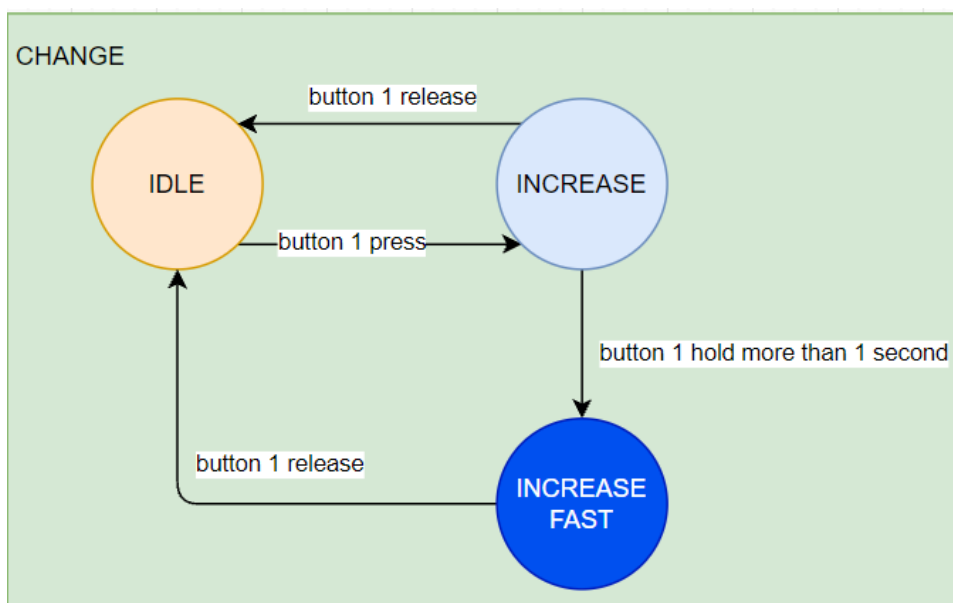 CHANGE
button 1 release
IDLE
INCREASE
button 1 press
button 1 hold more than 1 second
button 1 release
INCREASE
FAST